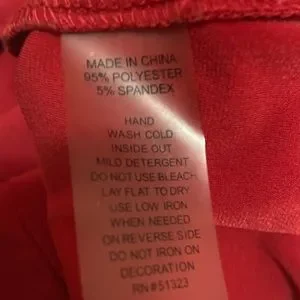 MADE IN CHINA
95% POLYESTER
5% SPANDEX
HAND
WASH COLD
INSIDE OUT
MILD DETERGENT
DO NOT USE BLEACH
LAY FLAT TO DRY
USE LOW IRON
WHEN NEEDED
ON REVERSE SIDE
DO NOT IRON ON
DECORATION
RN#51323